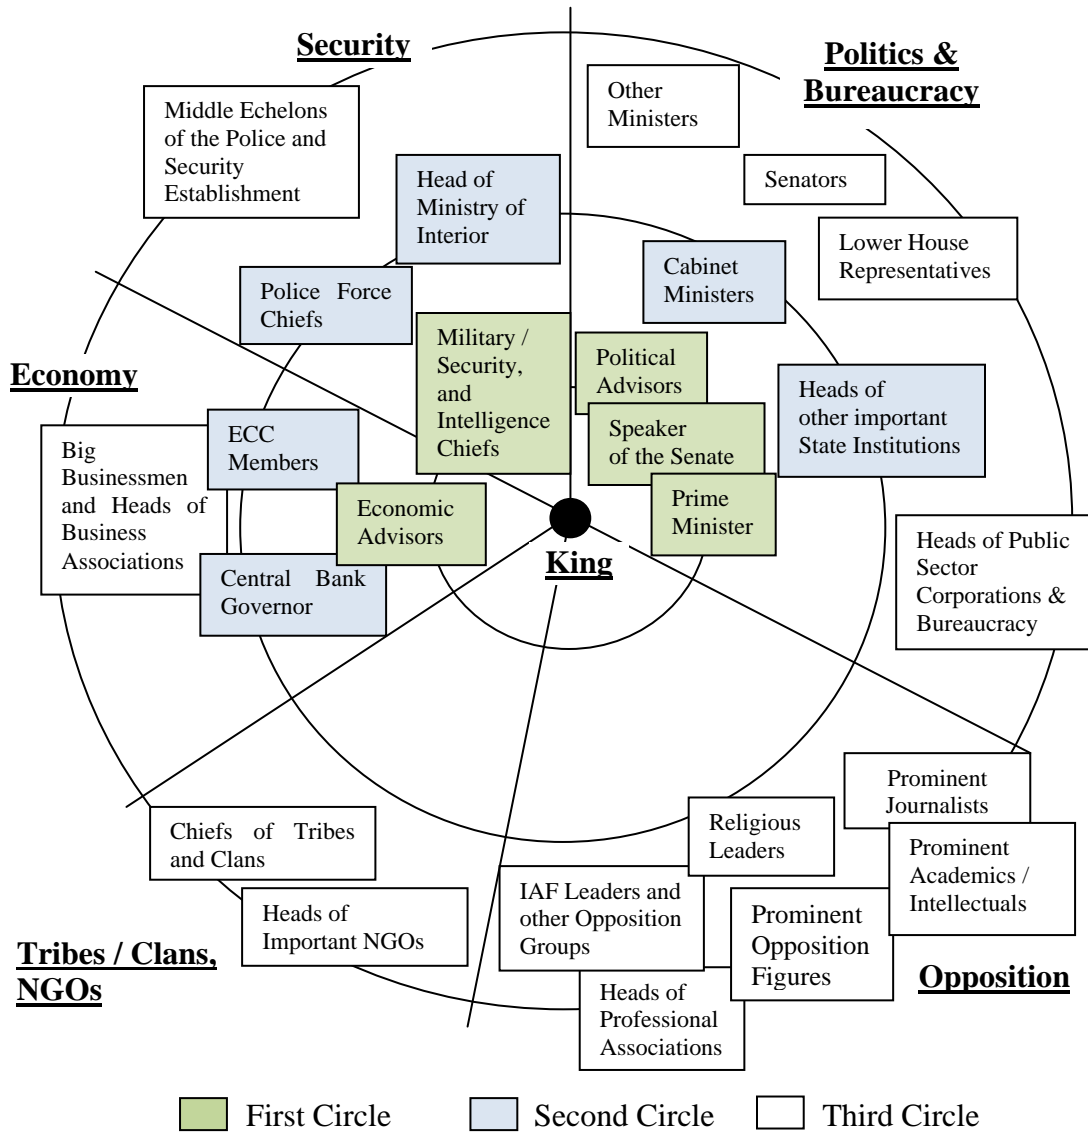 Security
Politics &
Bureaucracy
Other
Ministers
Middle Echelons
of the Police and
Security
Establishment
Senators
Head of
Ministry of
Interior
Lower House
Representatives
Cabinet
Ministers
Police Force
Chiefs
Military /
Security,
and
Intelligence
Chiefs
Political
Advisors
Economy
Heads of
other important
State Institutions
ECC
Members
Speaker
of the Senate
Big
Businessmen
and Heads of
Business
Associations
Economic
Advisors
Prime
Minister
King
Heads of Public
Sector
Corporations &
Bureaucracy
Central Bank
Governor
Prominent
Journalists
Religious
Leaders
Chiefs of Tribes
and Clans
Prominent
Academics /
Intellectuals
IAF Leaders and
other Opposition
Groups
Prominent
Opposition
Figures
Heads of
Important NGOs
Tribes / Clans,
NGOs
Opposition
Heads of
Professional
Associations
First Circle
Second Circle
Third Circle